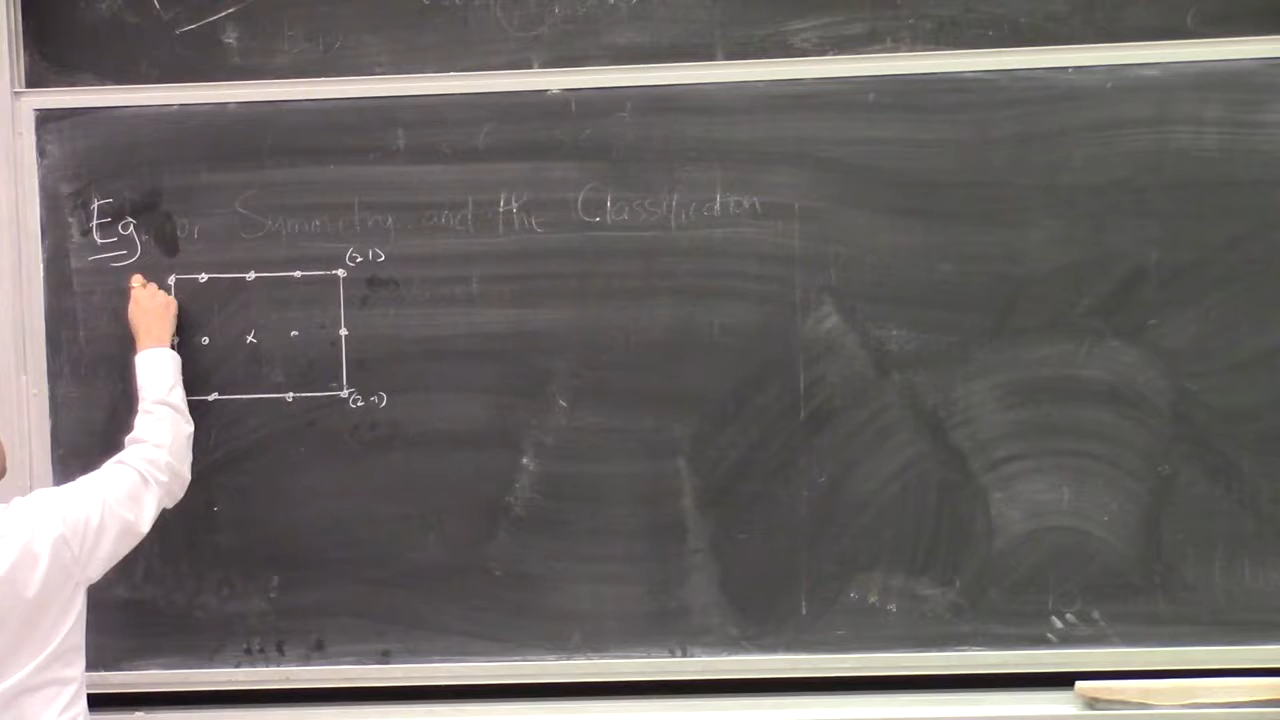 Eg
Symmetry and the Classification
(2 1)
(2 -1)